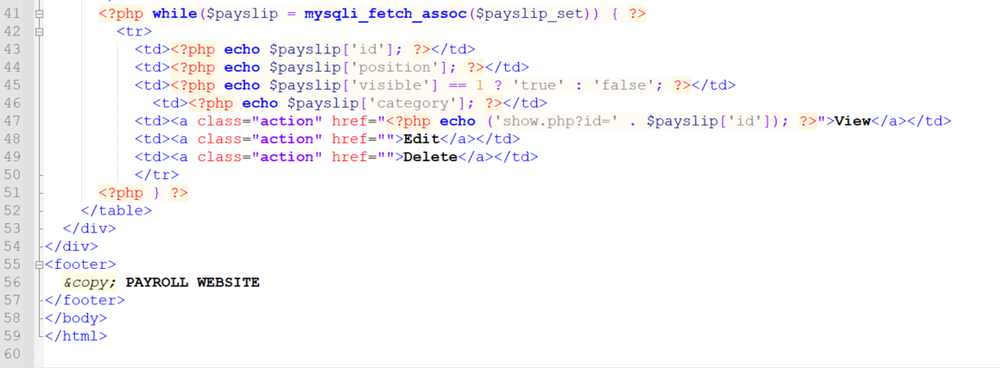 41 <?php while($payslip = mysqli_fetch_assoc($payslip_set)) { ?>
42 <tr>
43 <td><?php echo $payslip['id']; ?></td>
44 <td><?php echo $payslip['position']; ?></td>
45 <td><?php echo $payslip['visible'] == 1 ? 'true' : 'false'; ?></td>
46 <td><?php echo $payslip['category']; ?></td>
47 <td><a class="action" href="<?php echo ('show.php?id=' . $payslip['id']); ?>">View</a></td>
48 <td><a class="action" href="">Edit</a></td>
49 <td><a class="action" href="">Delete</a></td>
50 </tr>
51 <?php } ?>
52 </table>
53 </div>
54 </div>
55 <footer>
56 &copy; PAYROLL WEBSITE
57 </footer>
58 </body>
59 </html>
60